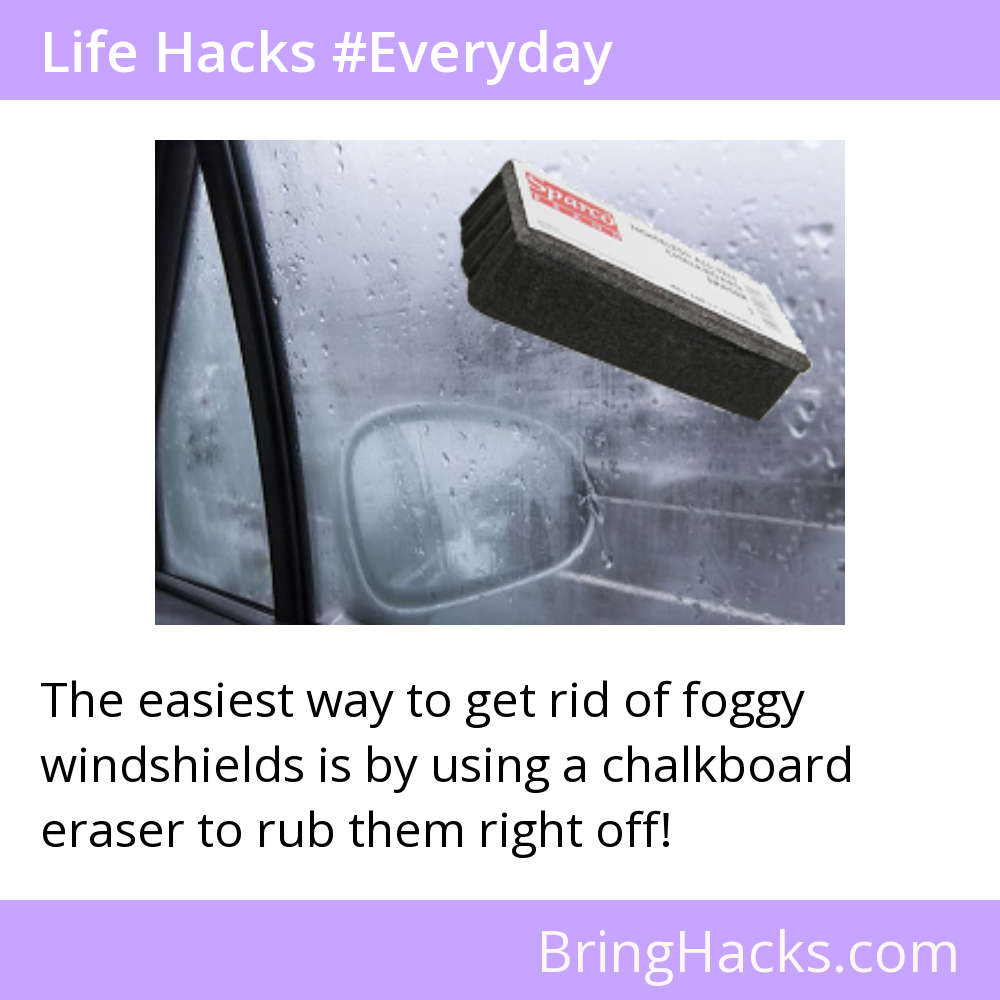 Life Hacks #Everyday
Sparco
The easiest way to get rid of foggy
windshields is by using a chalkboard
eraser to rub them right off!
BringHacks.com